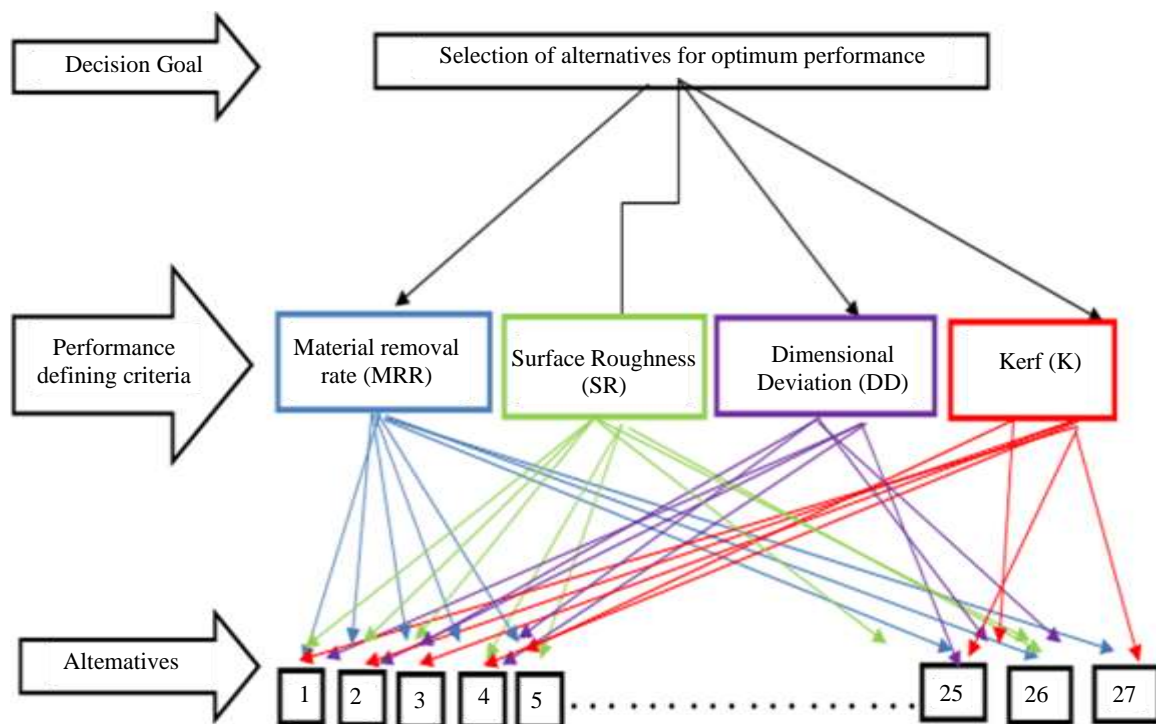 Decision Goal
Selection of alternatives for optimum performance
Performance
defining criteria
Material removal
rate (MRR)
Surface Roughness
(SR)
Dimensional
Deviation (DD)
Kerf (K)
Altematives
1
2
3
4
5
25
26
27